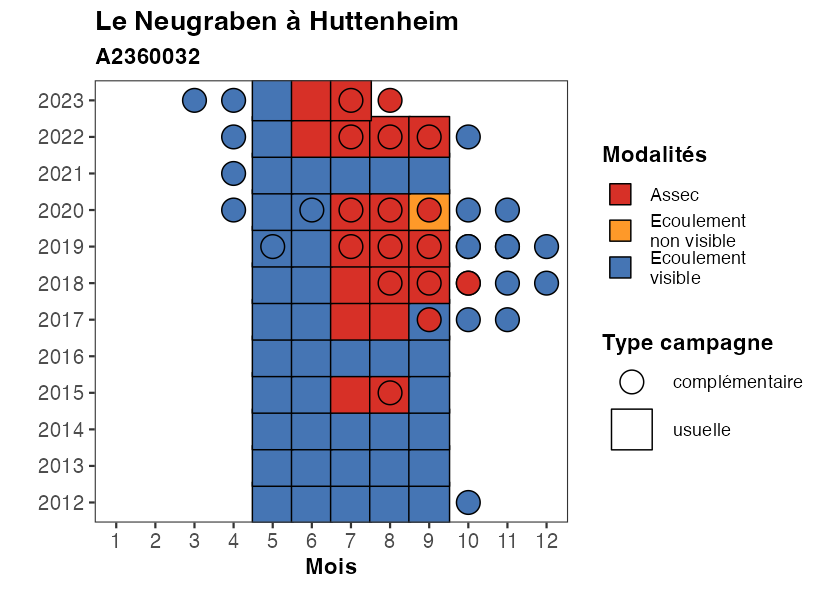 Le Neugraben à Huttenheim
A2360032
2023
2022
2021
2020
2019
2018
2017
2016
2015
2014
2013
2012
1 2 3 4 5 6 7 8 9 10 11 12
Mois
Modalités
Assec
Ecoulement
non visible
Ecoulement
visible
Type campagne
complémentaire
usuelle